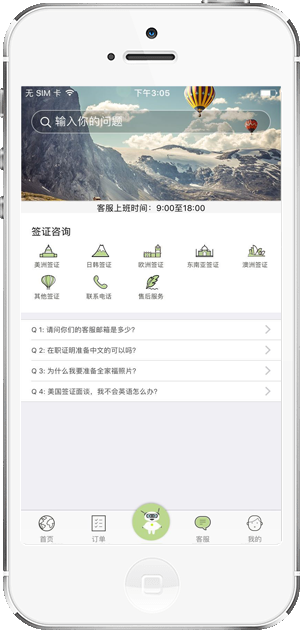 无 SIM 卡 下午3:05
输入你的问题
客服上班时间：9:00至18:00
签证咨询
美洲签证 日韩签证 欧洲签证 东南亚签证 澳洲签证
其他签证 联系电话 售后服务
Q 1: 请问你们的客服邮箱是多少？
Q 2: 在职证明准备中文的可以吗？
Q 3: 为什么我要准备全家福照片？
Q 4: 美国签证面谈，我不会英语怎么办？
首页 订单 客服 我的